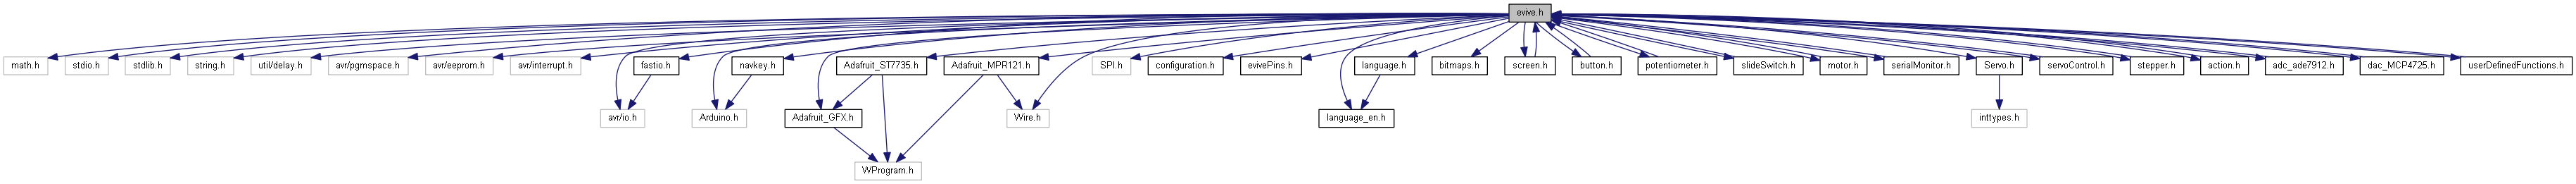 evive.h
math.h
stdio.h
stdlib.h
string.h
util/delay.h
avr/pgmspace.h
avr/eeprom.h
avr/interrupt.h
fastio.h
navkey.h
Adafruit_ST7735.h
Adafruit_MPR121.h
SPI.h
configuration.h
evivePins.h
language.h
bitmaps.h
screen.h
button.h
potentiometer.h
slideSwitch.h
motor.h
serialMonitor.h
Servo.h
servoControl.h
stepper.h
action.h
adc_ade7912.h
dac_MCP4725.h
userDefinedFunctions.h
avr/io.h
Arduino.h
Adafruit_GFX.h
Wire.h
language_en.h
inttypes.h
WProgram.h